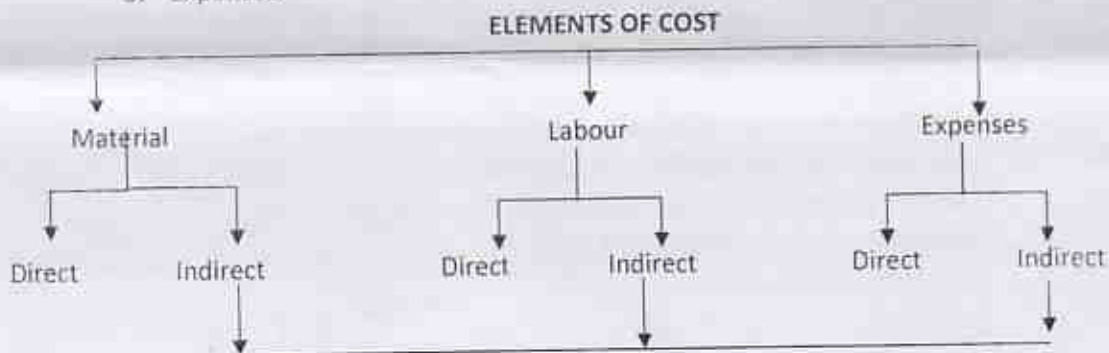 ELEMENTS OF COST
Material Labour Expenses
Direct Indirect Direct Indirect Direct Indirect